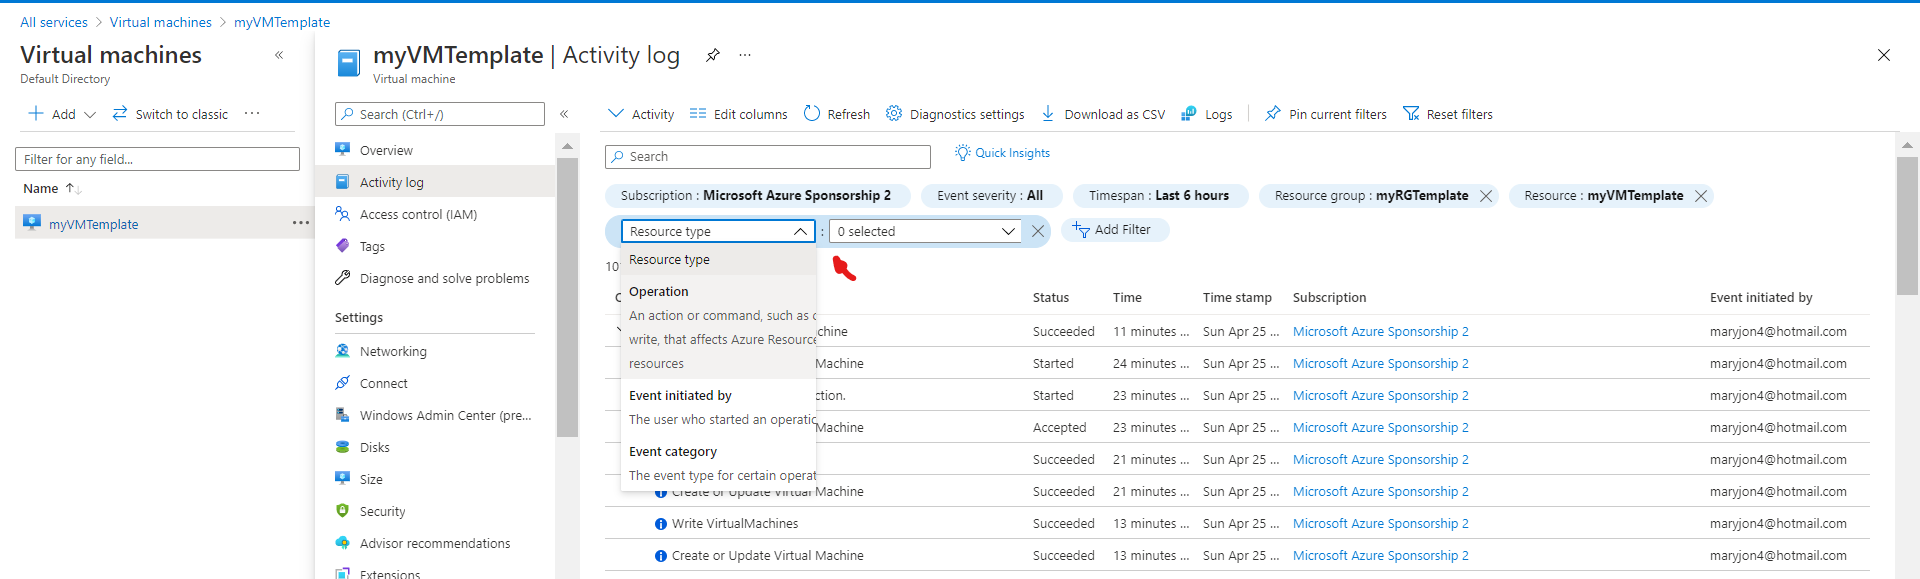 All services > Virtual machines > myVMTemplate
Virtual machines «
Default Directory
Add Switch to classic ...
Filter for any field...
Name
myVMTemplate ...
myVMTemplate | Activity log ...
Virtual machine
Search (Ctrl+/) «
Overview
Activity log
Access control (IAM)
Tags
Diagnose and solve problems
Settings
Networking
Connect
Windows Admin Center (pre...
Disks
Size
Security
Advisor recommendations
Extensions
Activity Edit columns Refresh Diagnostics settings Download as CSV Logs Pin current filters Reset filters
Search Quick Insights
Subscription : Microsoft Azure Sponsorship 2 Event severity : All Timespan : Last 6 hours Resource group : myRGTemplate Resource : myVMTemplate
Resource type : 0 selected Add Filter
Resource type
Operation
An action or command, such as
write, that affects Azure Resource
resources
Event initiated by
The user who started an operatio
Event category
The event type for certain operat
Status Time Time stamp Subscription Event initiated by
chine Succeeded 11 minutes ... Sun Apr 25 ... Microsoft Azure Sponsorship 2 maryjon4@hotmail.com
Machine Started 24 minutes ... Sun Apr 25 ... Microsoft Azure Sponsorship 2 maryjon4@hotmail.com
ction. Started 23 minutes ... Sun Apr 25 ... Microsoft Azure Sponsorship 2 maryjon4@hotmail.com
Machine Accepted 23 minutes ... Sun Apr 25 ... Microsoft Azure Sponsorship 2 maryjon4@hotmail.com
Succeeded 21 minutes ... Sun Apr 25 ... Microsoft Azure Sponsorship 2 maryjon4@hotmail.com
Create or Update Virtual Machine Succeeded 21 minutes ... Sun Apr 25 ... Microsoft Azure Sponsorship 2 maryjon4@hotmail.com
Write VirtualMachines Succeeded 13 minutes ... Sun Apr 25 ... Microsoft Azure Sponsorship 2 maryjon4@hotmail.com
Create or Update Virtual Machine Succeeded 13 minutes ... Sun Apr 25 ... Microsoft Azure Sponsorship 2 maryjon4@hotmail.com